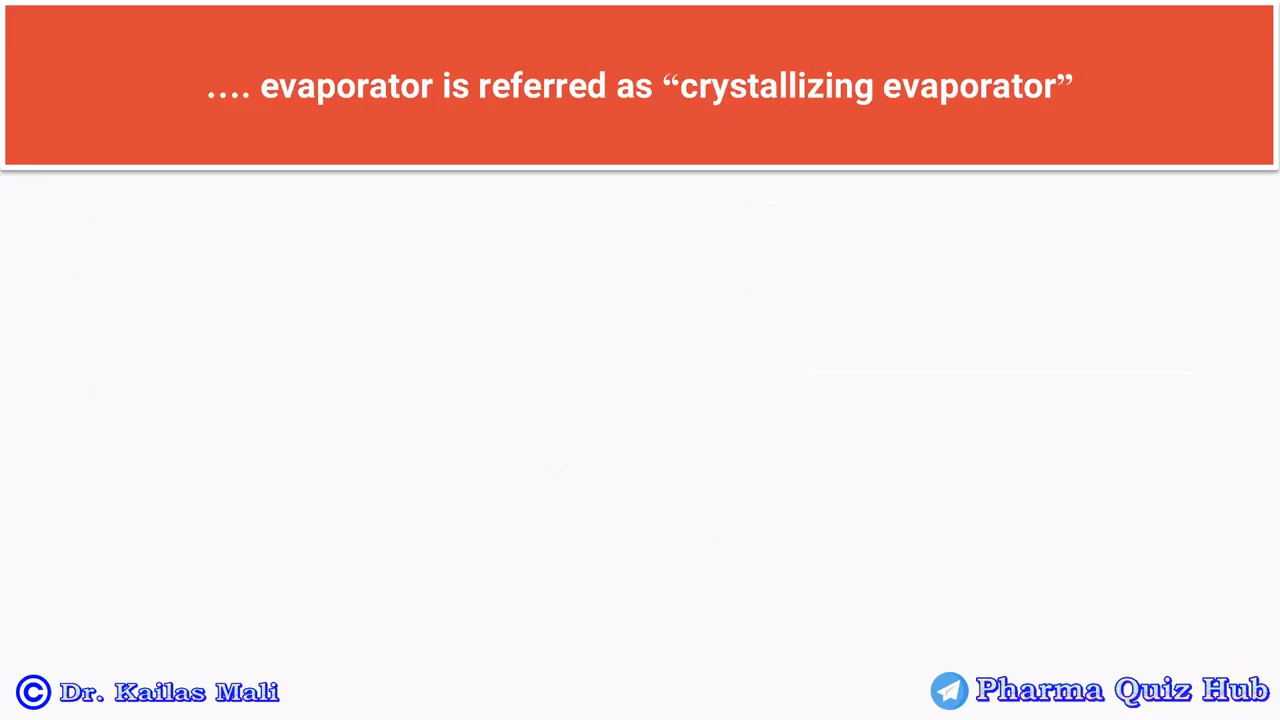 …. evaporator is referred as “crystallizing evaporator”
© Dr. Kailas Mali
Pharma Quiz Hub